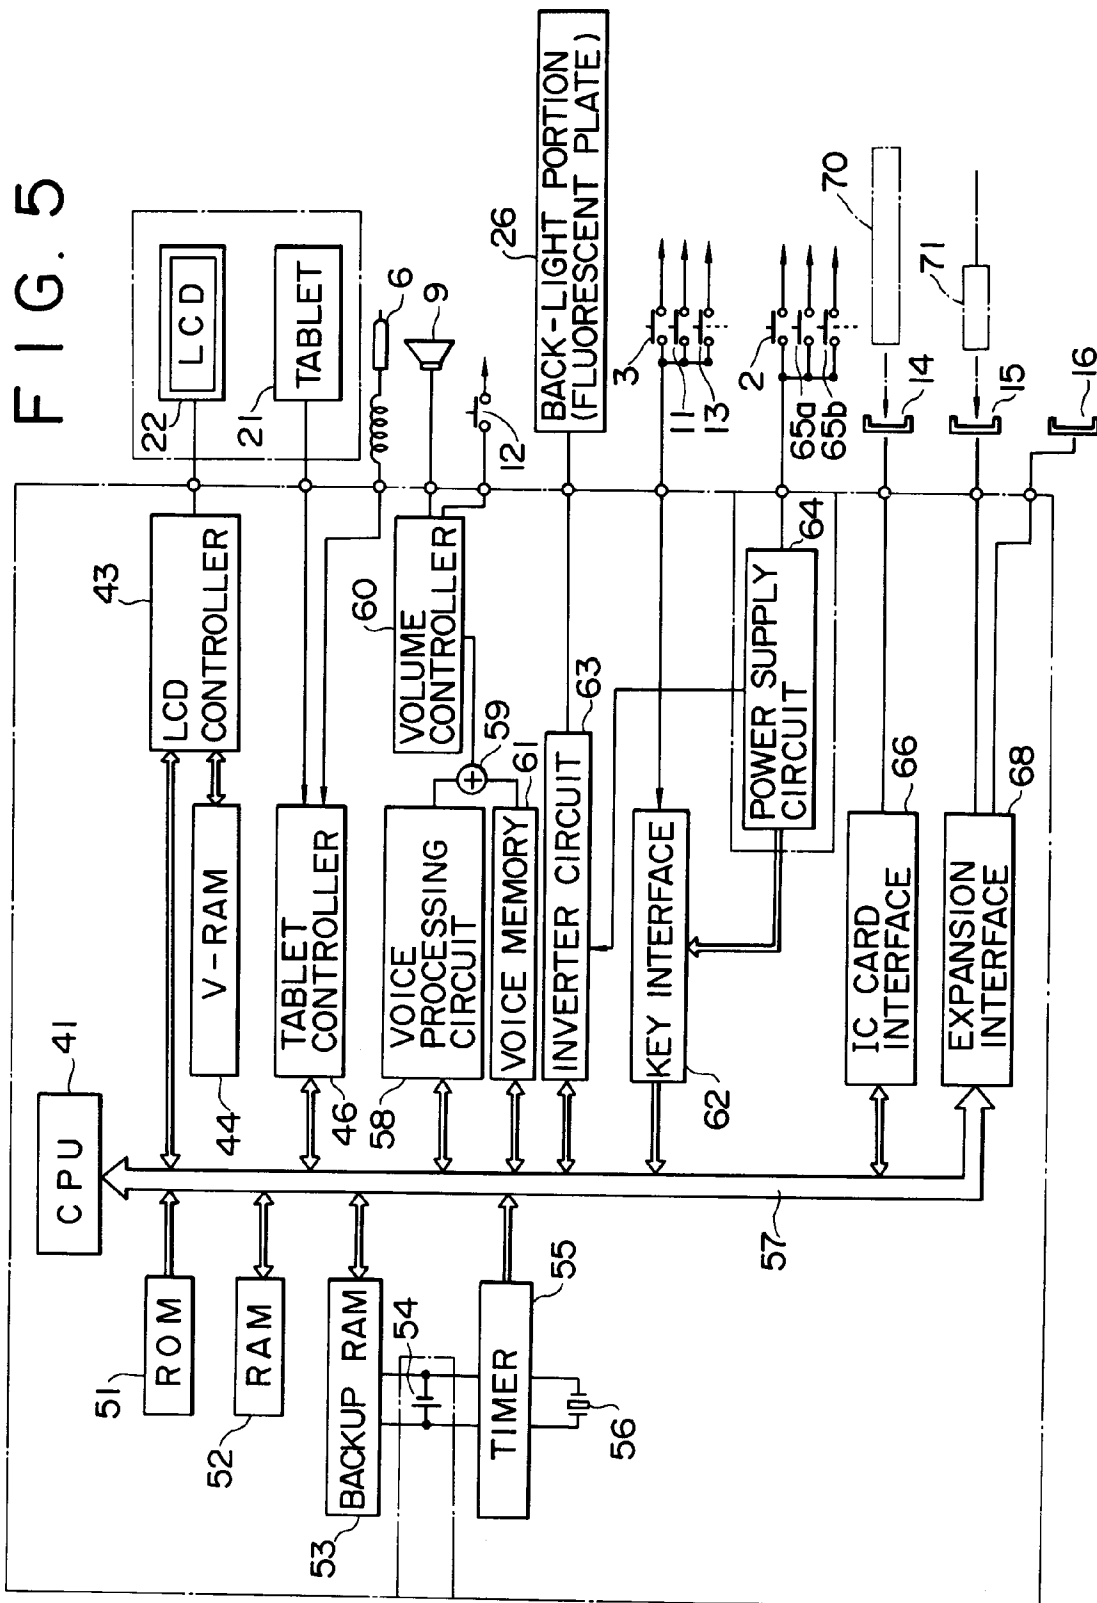 FIG. 5
LCD
22
TABLET
21
6
9
12
BACK-LIGHT PORTION
(FLUORESCENT PLATE)
26
3
11
13
2
65a
65b
70
14
71
15
16
LCD
CONTROLLER
43
V-RAM
44
TABLET
CONTROLLER
46
VOLUME
CONTROLLER
60
VOICE
PROCESSING
CIRCUIT
58
59
VOICE MEMORY
61
INVERTER CIRCUIT
63
KEY INTERFACE
62
POWER SUPPLY
CIRCUIT
64
IC CARD
INTERFACE
66
EXPANSION
INTERFACE
68
CPU
41
57
ROM
51
RAM
52
BACKUP RAM
53
54
TIMER
55
56